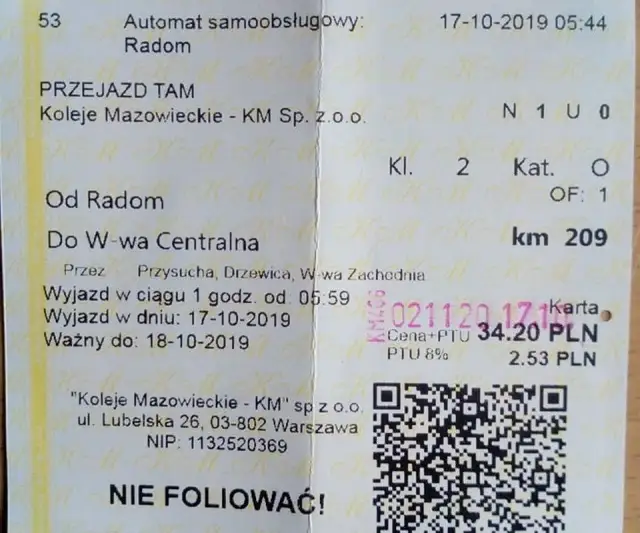 53 Automat samoobsługowy: 17-10-2019 05:44
Radom
PRZEJAZD TAM
Koleje Mazowieckie - KM Sp. z.o.o. N 1 U 0
Kl. 2 Kat. O
OF: 1
Od Radom
Do W-wa Centralna km 209
Przez Przysucha, Drzewica, W-wa Zachodnia
Wyjazd w ciągu 1 godz. od: 05:59
Karta
KM466 021120 1710
Wyjazd w dniu: 17-10-2019
Cena+PTU 34.20 PLN
Ważny do: 18-10-2019
PTU 8% 2.53 PLN
"Koleje Mazowieckie - KM" sp z o.o.
ul. Lubelska 26, 03-802 Warszawa
NIP: 1132520369
NIE FOLIOWAĆ!